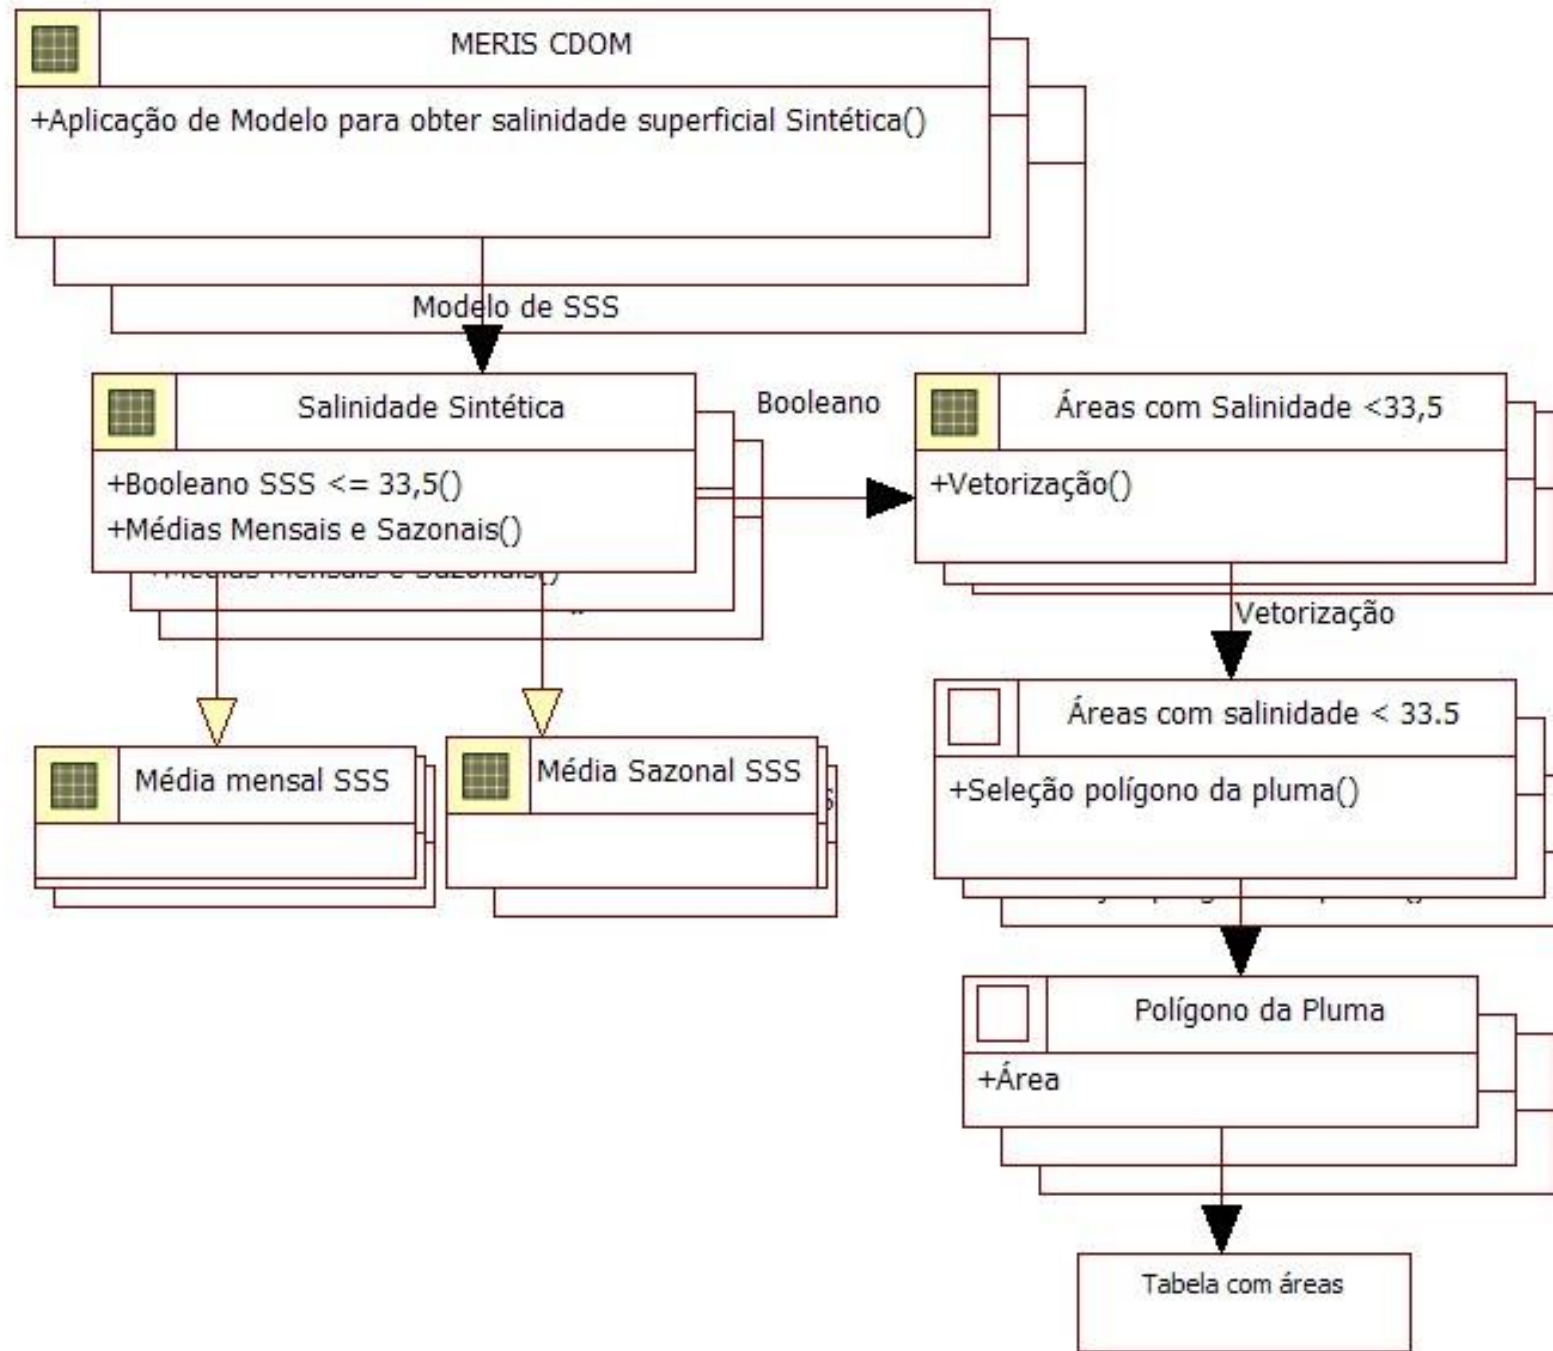 MERIS CDOM
+Aplicação de Modelo para obter salinidade superficial Sintética()
Modelo de SSS
Salinidade Sintética
+Booleano SSS <= 33,5()
+Médias Mensais e Sazonais()
Booleano
Áreas com Salinidade <33,5
+Vetorização()
Vetorização
Média mensal SSS
Média Sazonal SSS
Áreas com salinidade < 33.5
+Seleção polígono da pluma()
Polígono da Pluma
+Área
Tabela com áreas